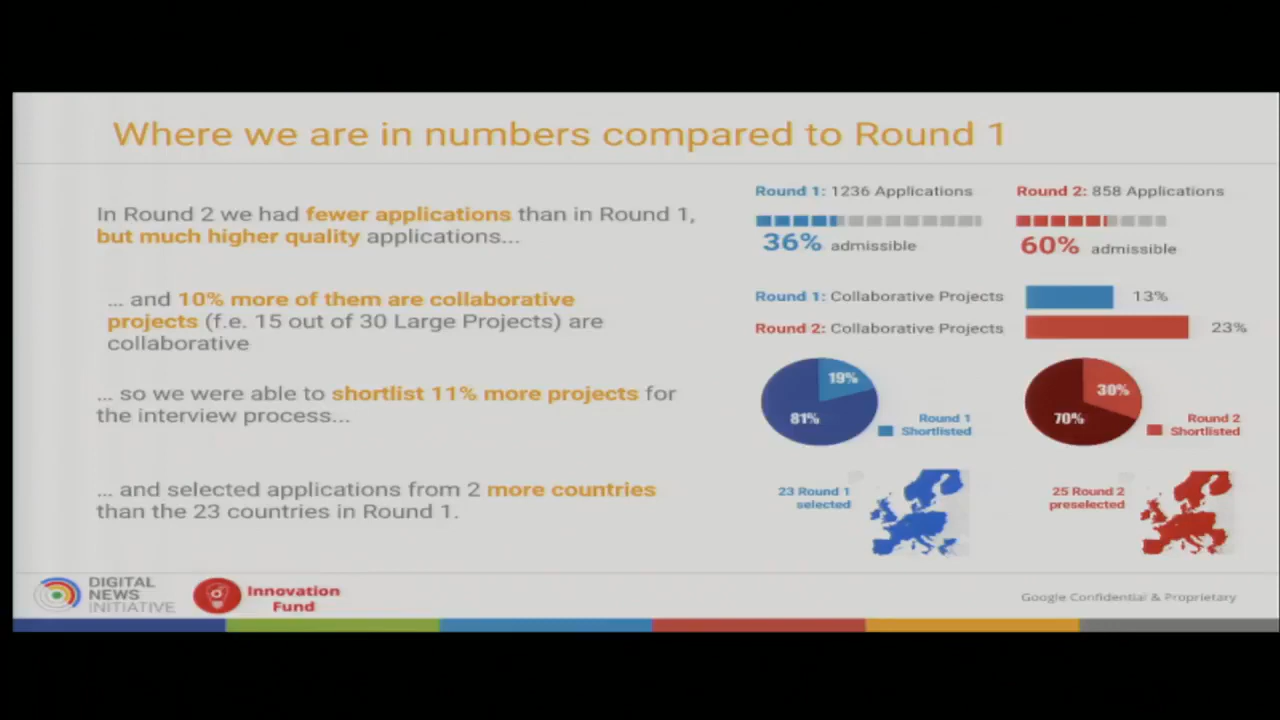 Where we are in numbers compared to Round 1
In Round 2 we had fewer applications than in Round 1,
but much higher quality applications...
... and 10% more of them are collaborative
projects (f.e. 15 out of 30 Large Projects) are
collaborative
... so we were able to shortlist 11% more projects for
the interview process...
... and selected applications from 2 more countries
than the 23 countries in Round 1.
Round 1: 1236 Applications
36% admissible
Round 2: 858 Applications
60% admissible
Round 1: Collaborative Projects 13%
Round 2: Collaborative Projects 23%
19%
81%
Round 1
Shortlisted
30%
70%
Round 2
Shortlisted
23 Round 1
selected
25 Round 2
preselected
DIGITAL
NEWS
INITIATIVE
Innovation
Fund
Google Confidential & Proprietary